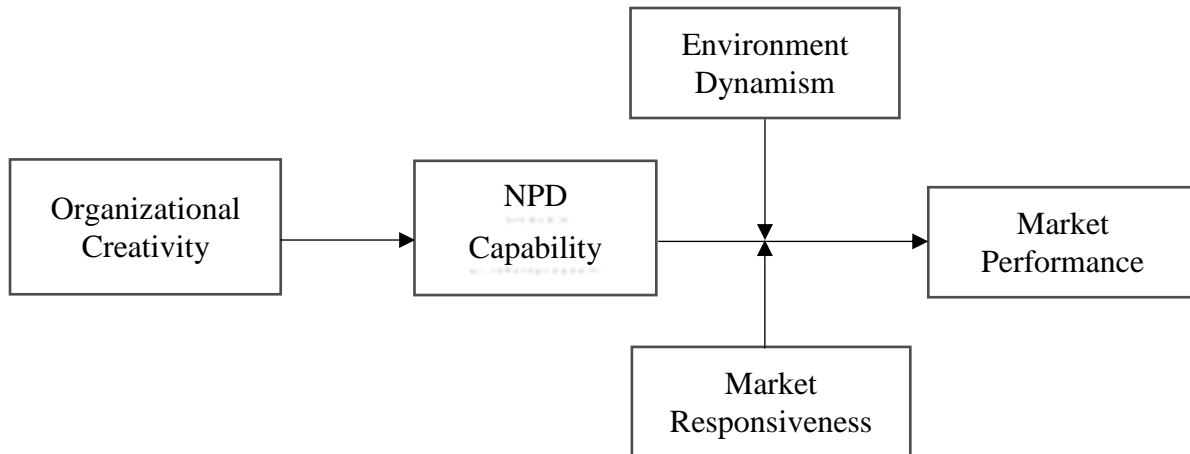 Environment
Dynamism
Organizational
Creativity
NPD
Capability
Market
Performance
Market
Responsiveness